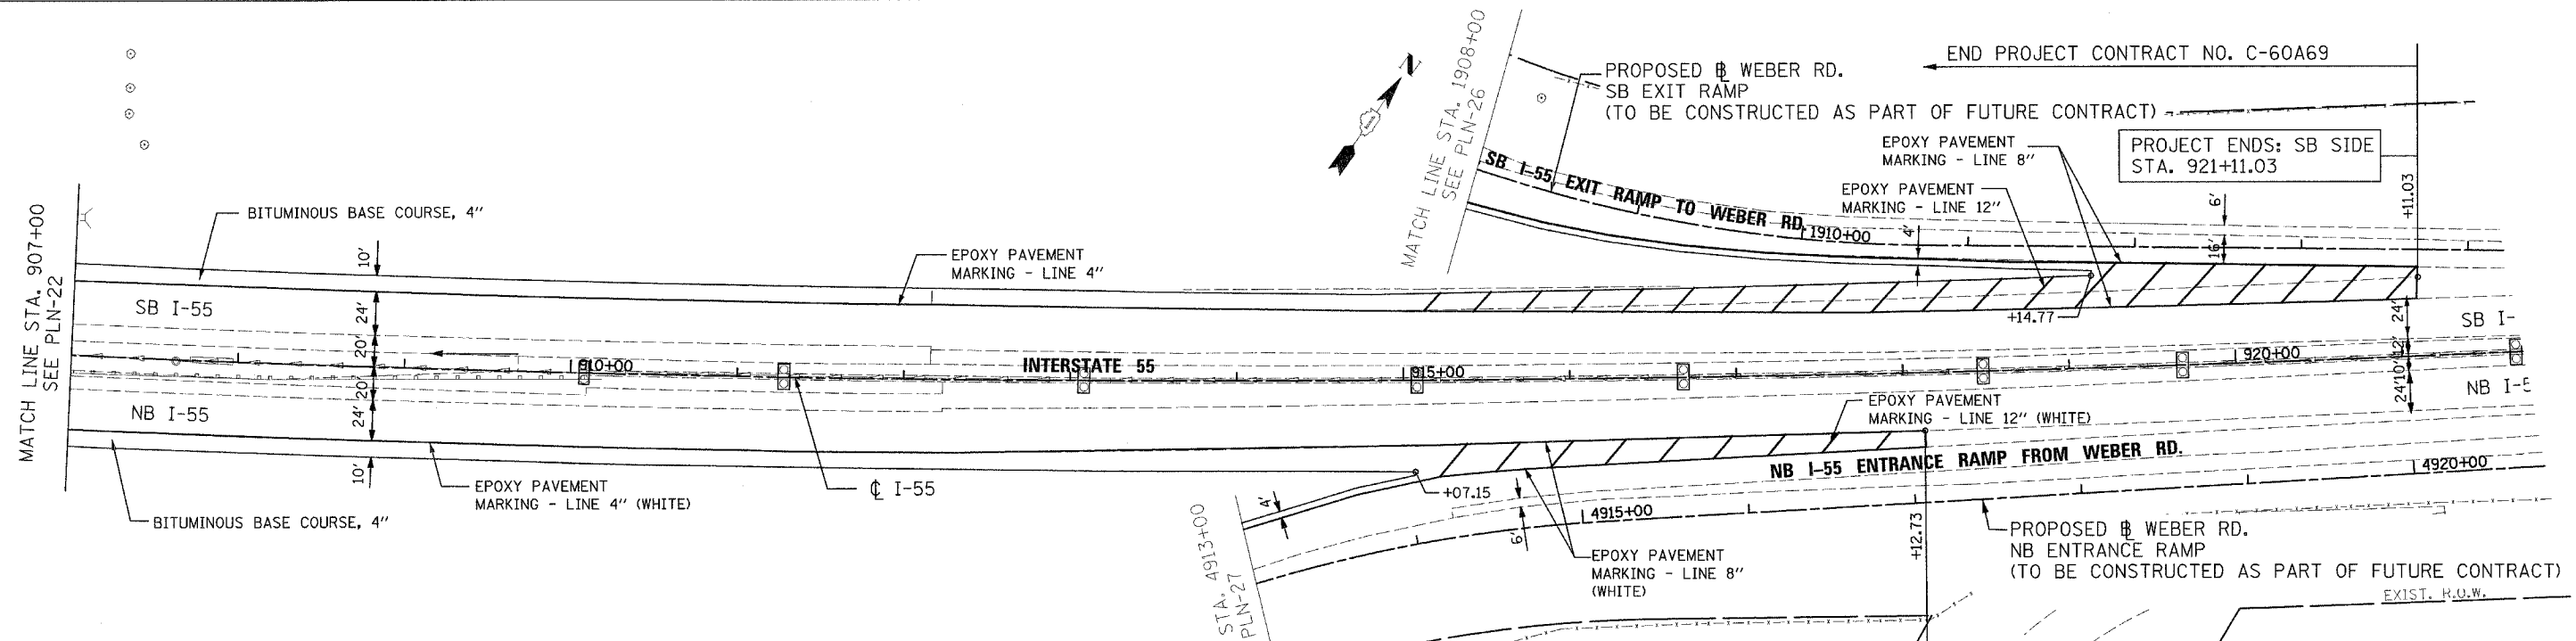 MATCH LINE STA. 907+00
SEE PLN-22
BITUMINOUS BASE COURSE, 4"
10'
EPOXY PAVEMENT
MARKING - LINE 4"
SB I-55
24'
20'
20'
24'
10'
NB I-55
910+00
INTERSTATE 55
915+00
920+00
BITUMINOUS BASE COURSE, 4"
EPOXY PAVEMENT
MARKING - LINE 4" (WHITE)
℄ I-55
N
MATCH LINE STA. 1908+00
SEE PLN-26
PROPOSED B̲L WEBER RD.
SB EXIT RAMP
(TO BE CONSTRUCTED AS PART OF FUTURE CONTRACT)
END PROJECT CONTRACT NO. C-60A69
EPOXY PAVEMENT
MARKING - LINE 8"
PROJECT ENDS: SB SIDE
STA. 921+11.03
EPOXY PAVEMENT
MARKING - LINE 12"
SB I-55 EXIT RAMP TO WEBER RD.
1910+00
4'
6'
16'
+11.03
+14.77
24'
12'
10'
24'
SB I-
NB I-5
EPOXY PAVEMENT
MARKING - LINE 12" (WHITE)
NB I-55 ENTRANCE RAMP FROM WEBER RD.
4920+00
+07.15
4'
6'
4915+00
STA. 4913+00
PLN-27
EPOXY PAVEMENT
MARKING - LINE 8"
(WHITE)
+12.73
PROPOSED B̲L WEBER RD.
NB ENTRANCE RAMP
(TO BE CONSTRUCTED AS PART OF FUTURE CONTRACT)
EXIST. R.O.W.